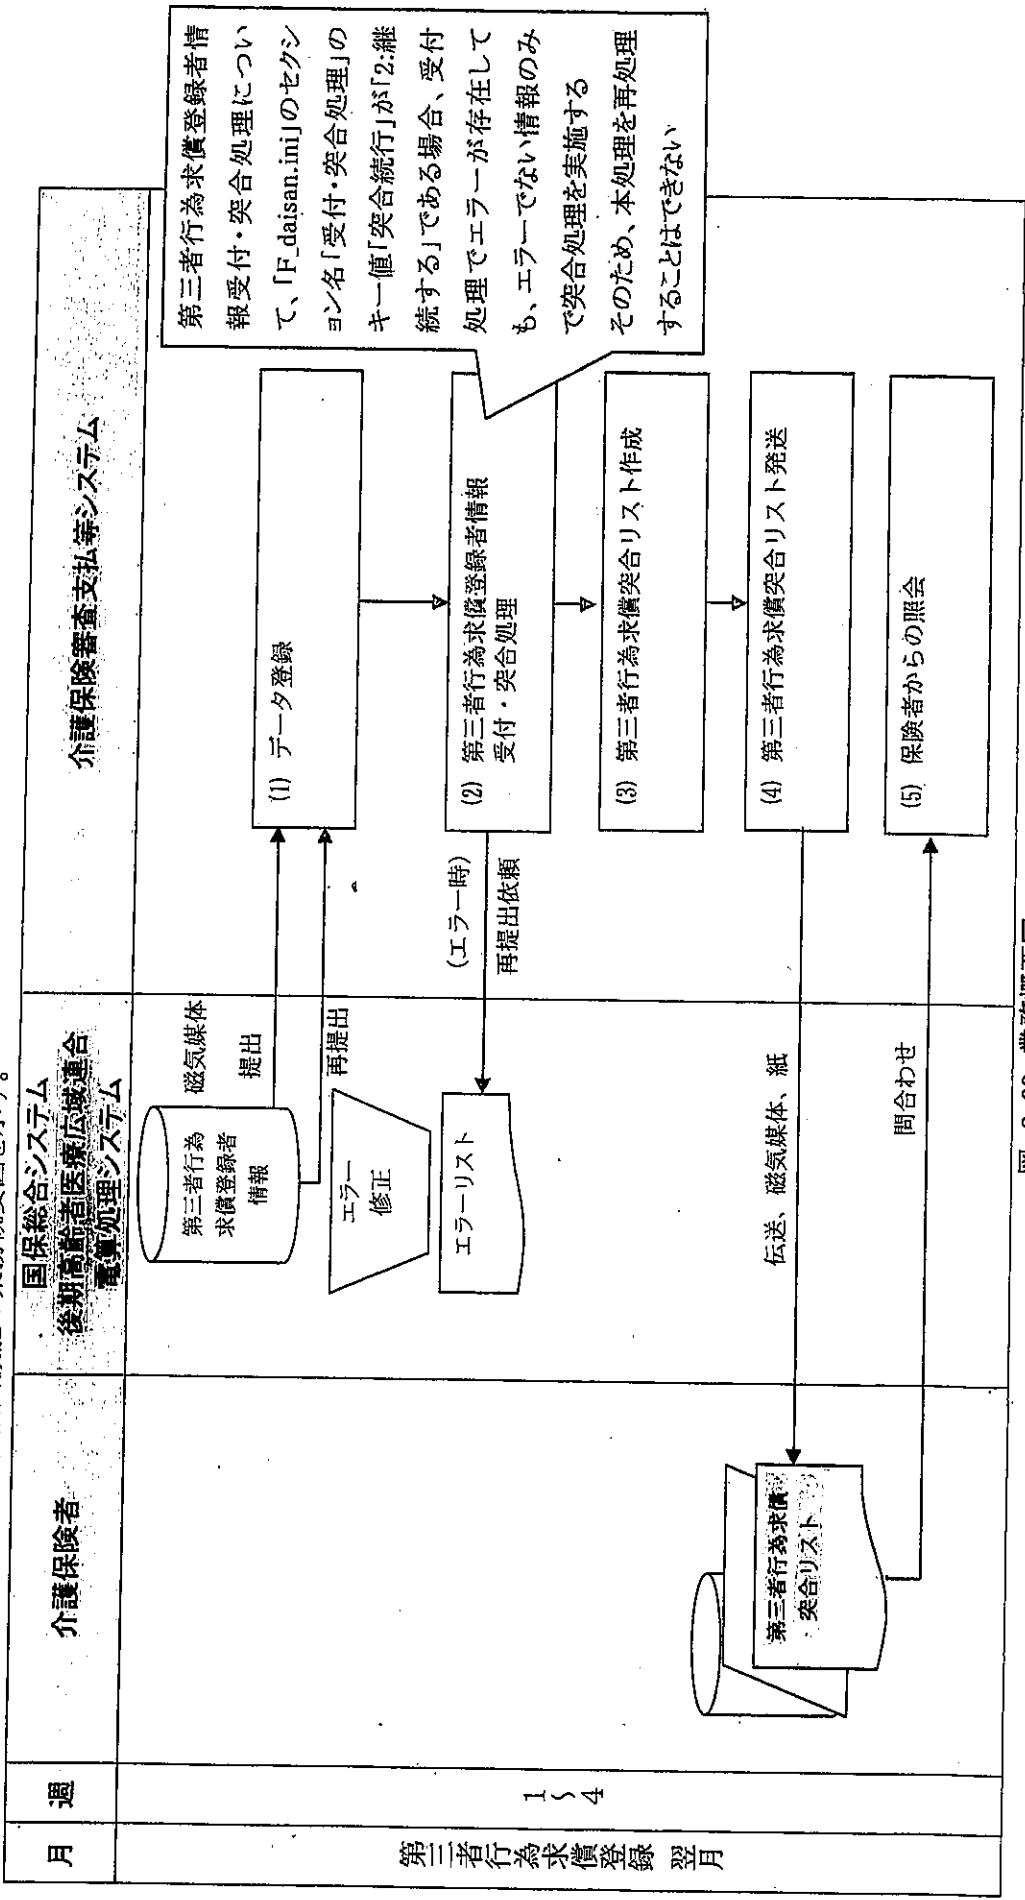 月
週
介護保険者
国保総合システム
後期高齢者医療広域連合
電算処理システム
介護保険審査支払等システム
第三者行為求償登録 翌月
1~4
第三者行為
求償登録者
情報
磁気媒体
提出
再提出
エラー
修正
エラーリスト
(エラー時)
再提出依頼
(1) データ登録
(2) 第三者行為求償登録者情報
受付・突合処理
(3) 第三者行為求償突合リスト作成
(4) 第三者行為求償突合リスト発送
(5) 保険者からの照会
第三者行為求償登録者情
報受付・突合処理につい
て、「F_daisan.ini」のセクシ
ョン名「受付・突合処理」の
キー値「突合続行」が「2:継
続する」である場合、受付
処理でエラーが存在して
も、エラーでない情報のみ
で突合処理を実施する
そのため、本処理を再処理
することはできない
伝送、磁気媒体、紙
第三者行為求償
突合リスト
問合わせ